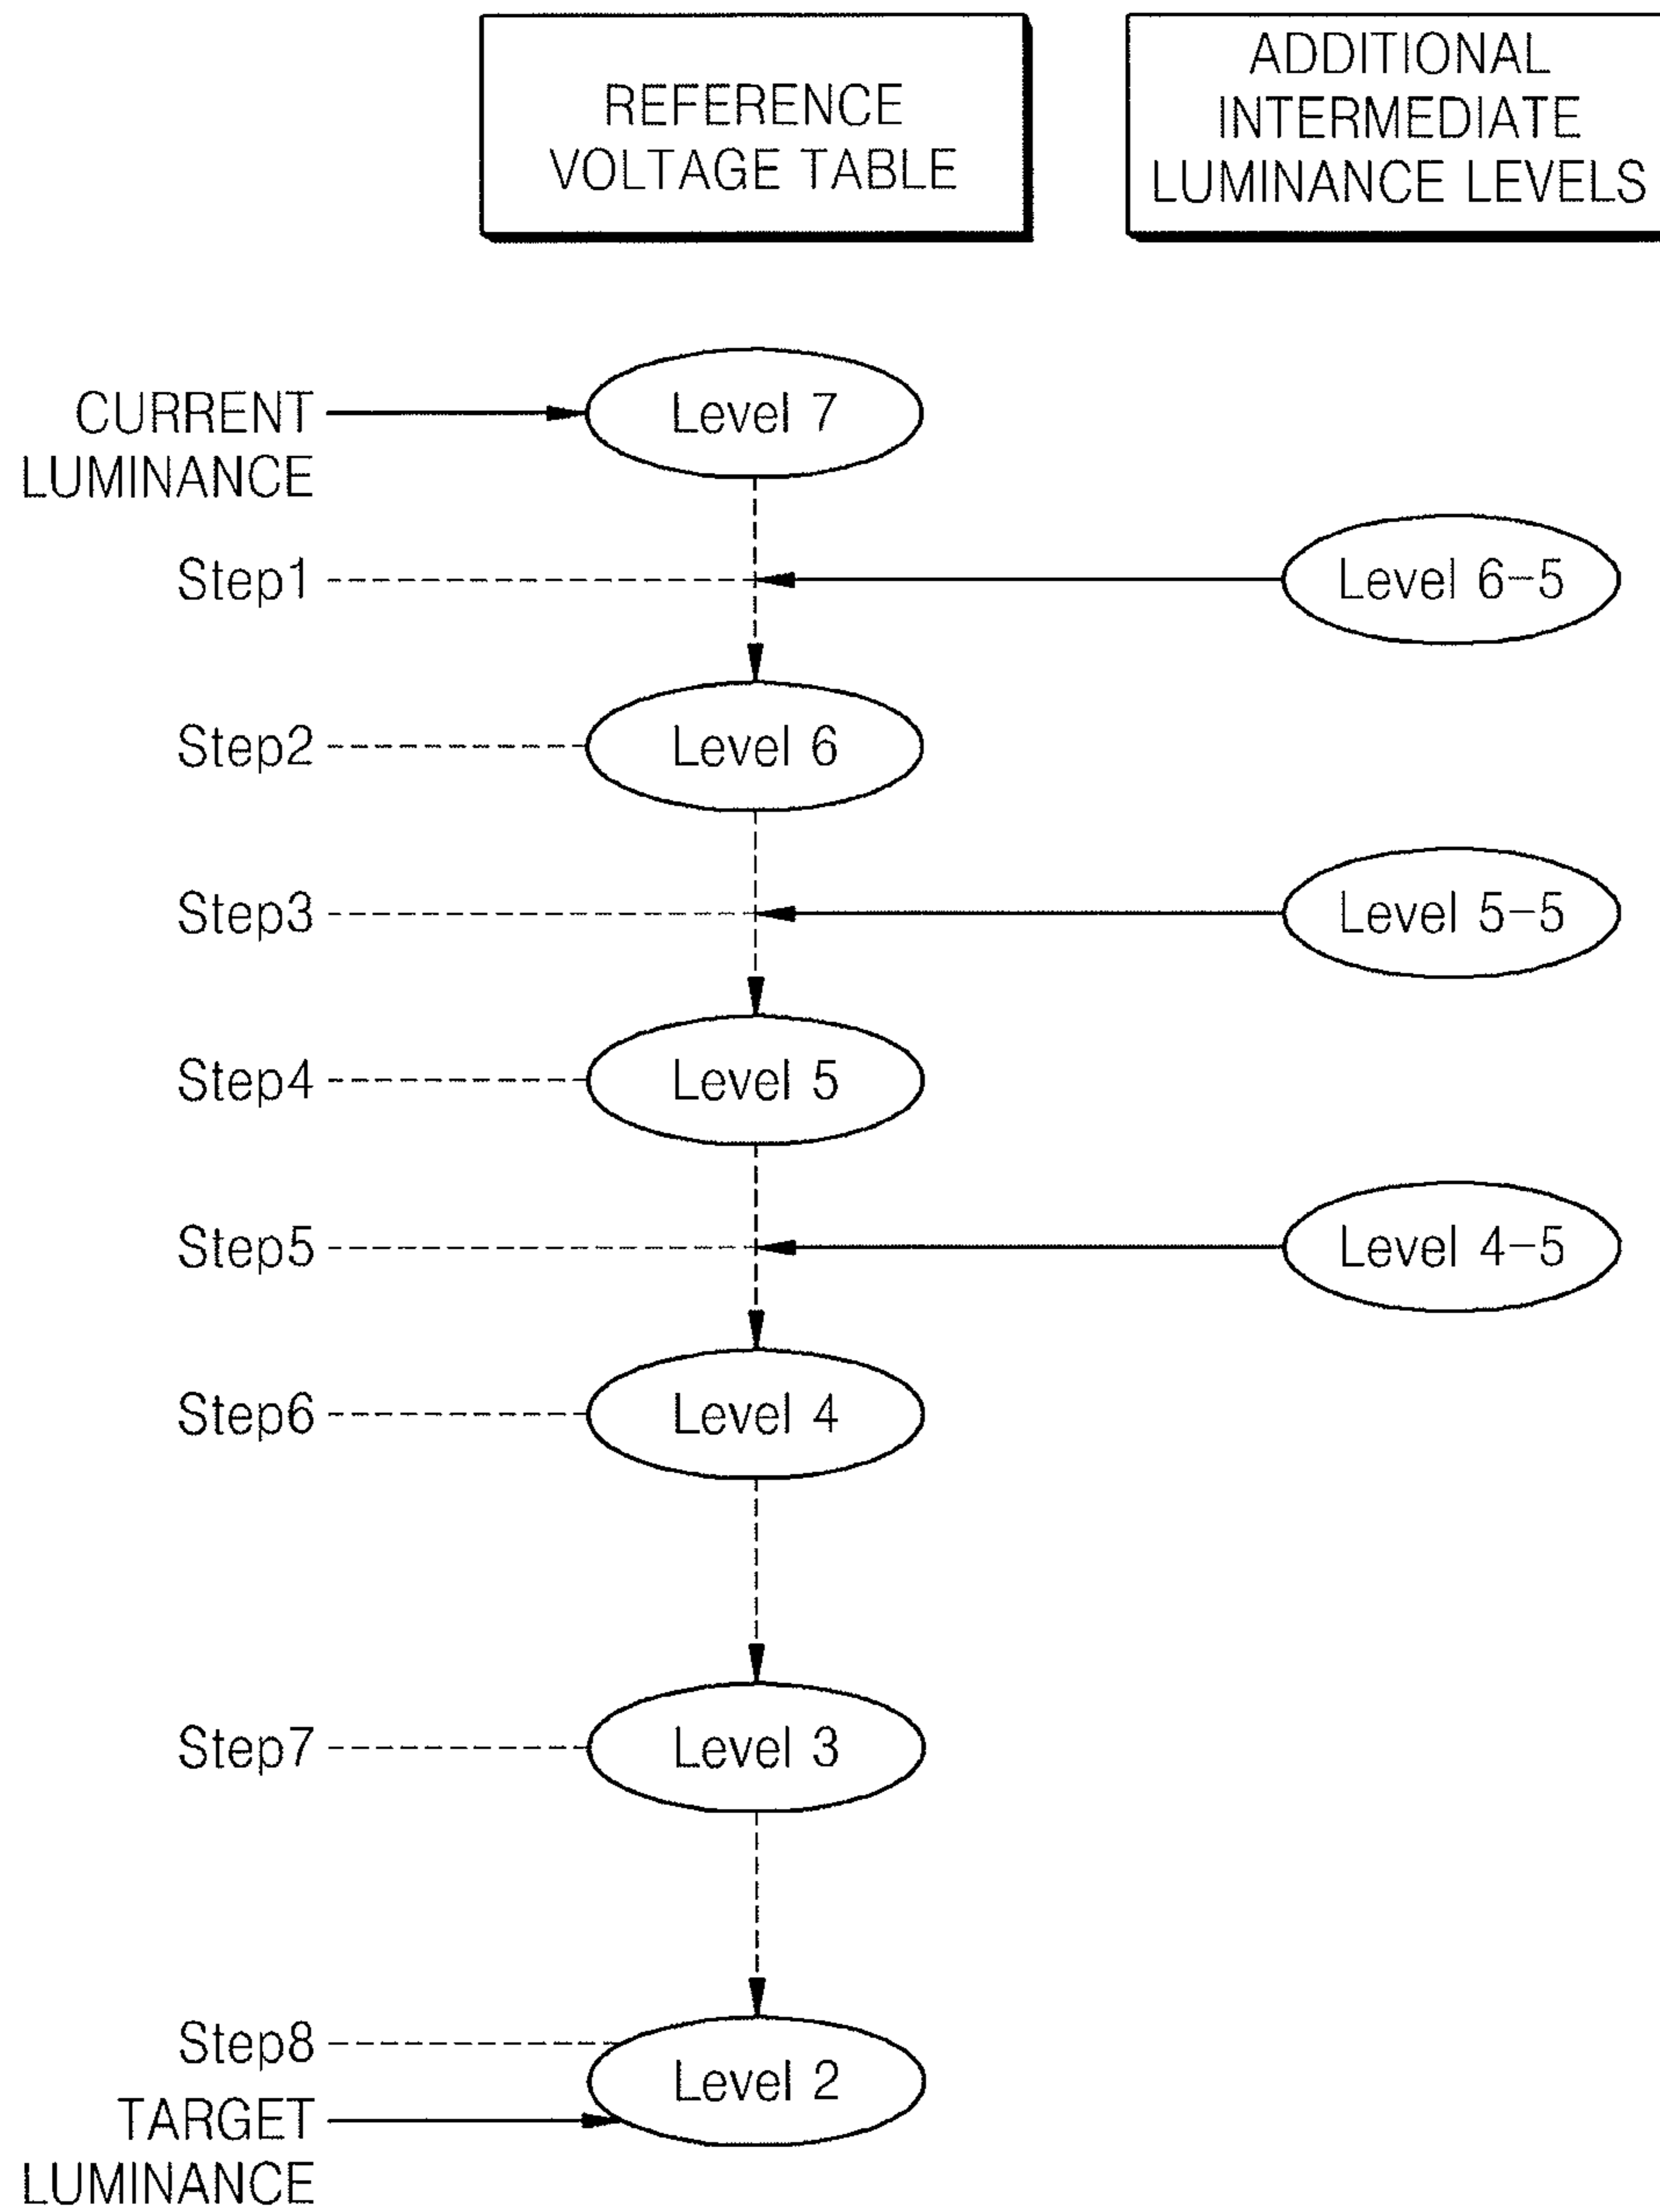 REFERENCE
VOLTAGE TABLE
ADDITIONAL
INTERMEDIATE
LUMINANCE LEVELS
CURRENT
LUMINANCE
Level 7
Step1
Level 6-5
Step2
Level 6
Step3
Level 5-5
Step4
Level 5
Step5
Level 4-5
Step6
Level 4
Step7
Level 3
Step8
Level 2
TARGET
LUMINANCE